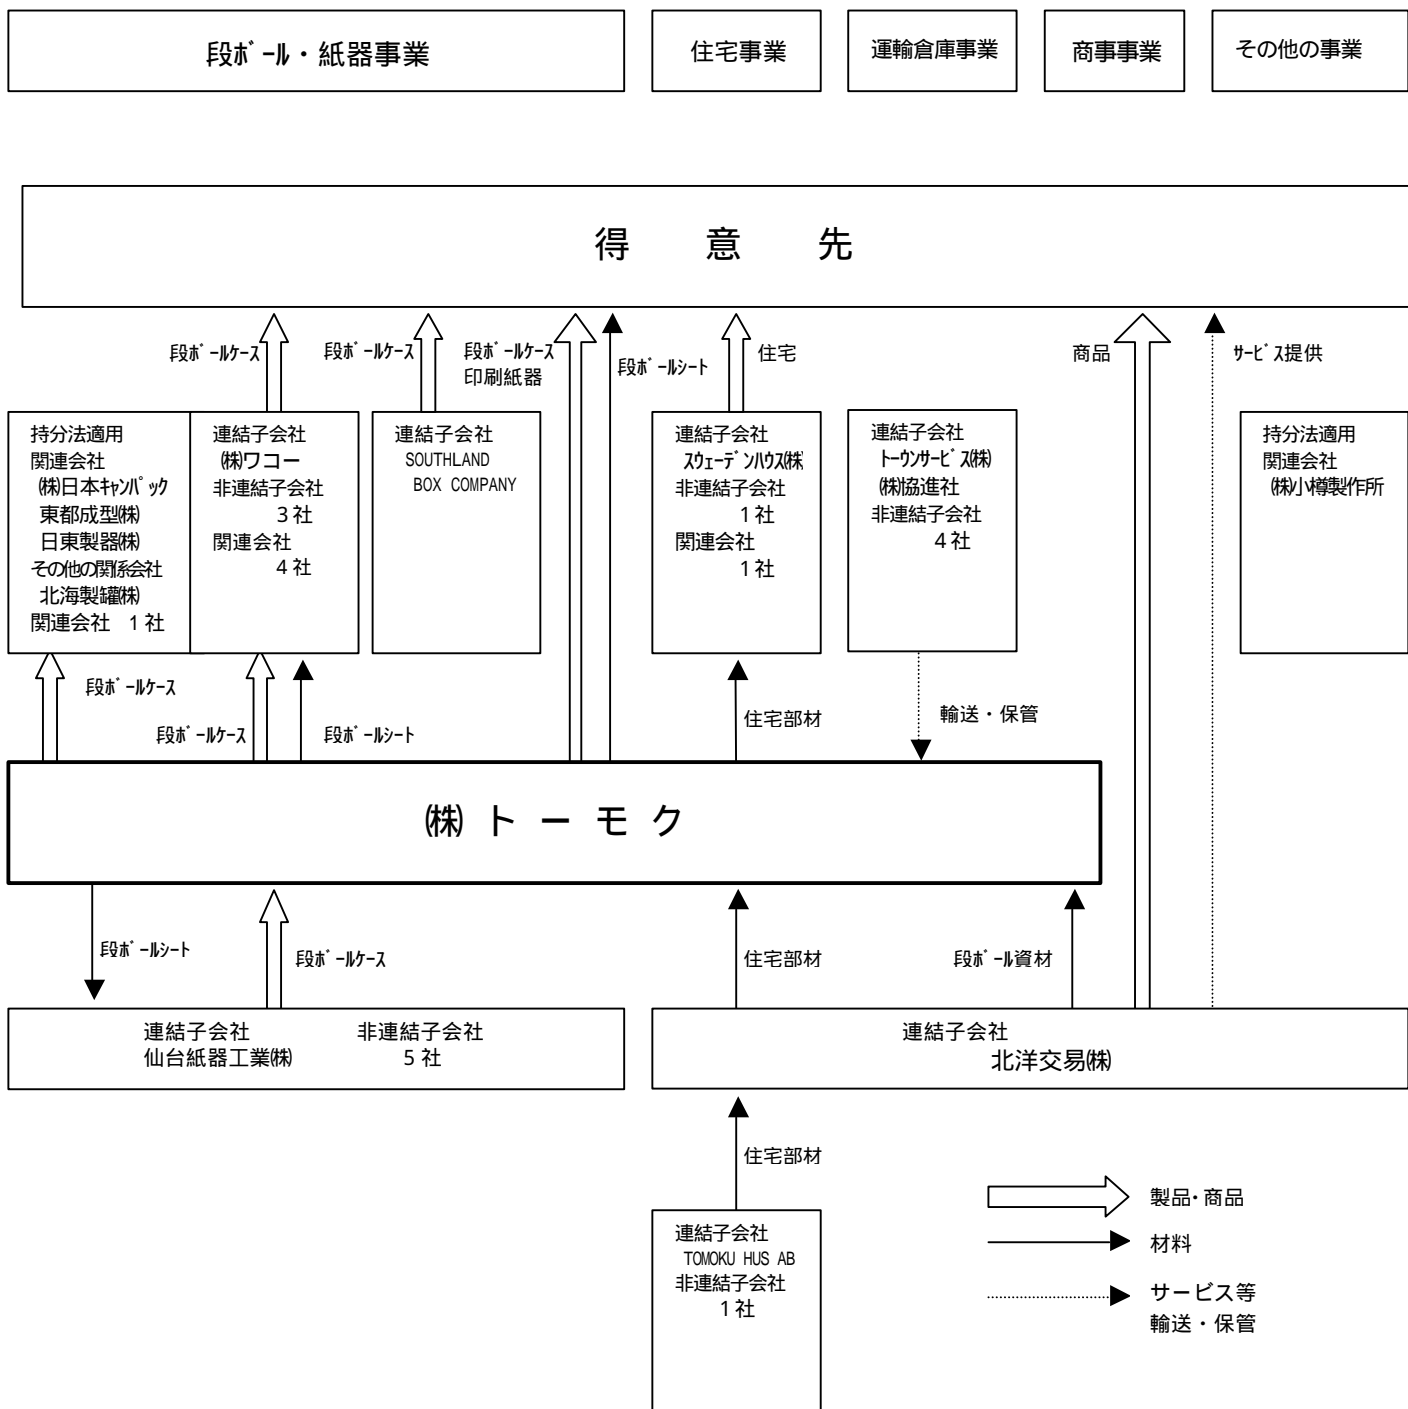 段ボール・紙器事業
住宅事業
運輸倉庫事業
商事事業
その他の事業
得　意　先
段ボールケース
段ボールケース
段ボールケース
印刷紙器
段ボールシート
住宅
商品
サービス提供
持分法適用
関連会社
㈱日本キャンパック
東都成型㈱
日東製器㈱
その他の関係会社
北海製罐㈱
関連会社 1社
連結子会社
㈱ワコー
非連結子会社
3社
関連会社
4社
連結子会社
SOUTHLAND
BOX COMPANY
連結子会社
スウェーデンハウス㈱
非連結子会社
1社
関連会社
1社
連結子会社
トーウンサービス㈱
㈱協進社
非連結子会社
4社
持分法適用
関連会社
㈱小樽製作所
段ボールケース
段ボールケース
段ボールシート
住宅部材
輸送・保管
㈱トーモク
段ボールシート
段ボールケース
住宅部材
段ボール資材
連結子会社 非連結子会社
仙台紙器工業㈱ 5社
連結子会社
北洋交易㈱
住宅部材
連結子会社
TOMOKU HUS AB
非連結子会社
1社
製品・商品
材料
サービス等
輸送・保管